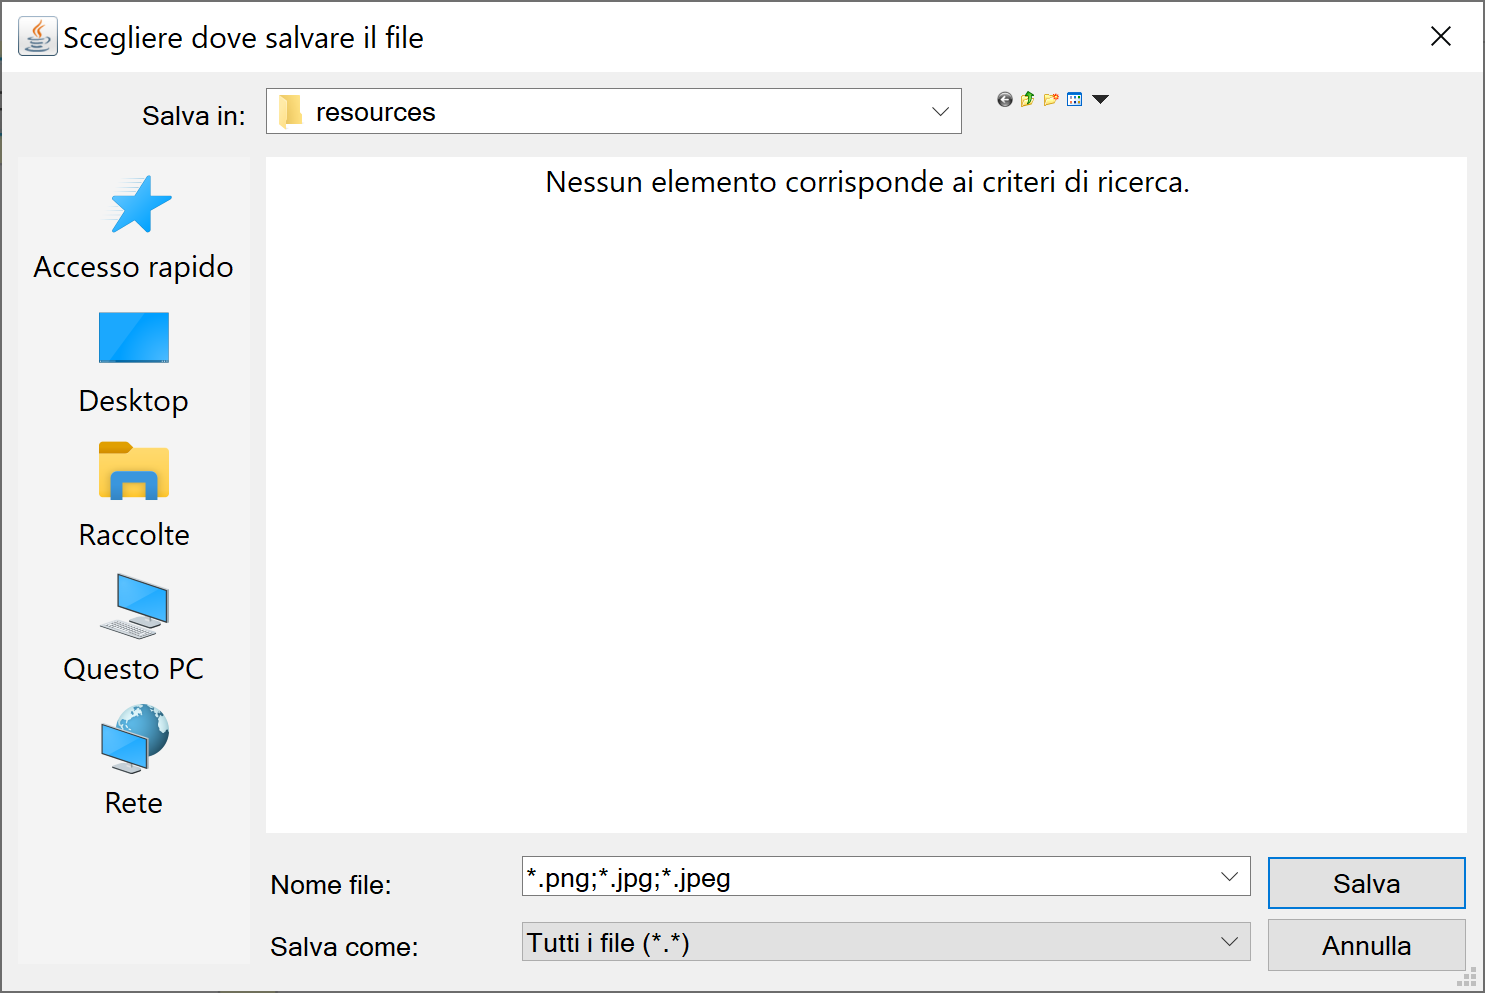 Scegliere dove salvare il file
Salva in:
resources
Nessun elemento corrisponde ai criteri di ricerca.
Accesso rapido
Desktop
Raccolte
Questo PC
Rete
Nome file:
*.png;*.jpg;*.jpeg
Salva
Salva come:
Tutti i file (*.*)
Annulla